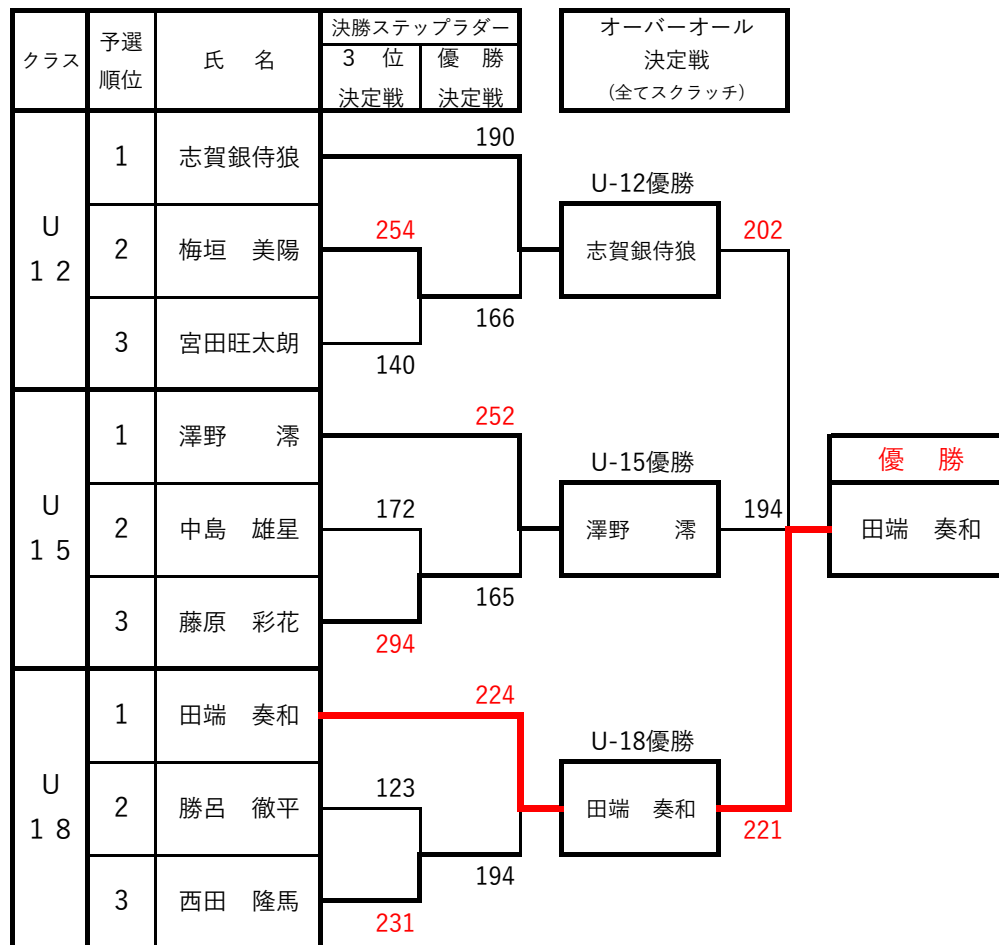 クラス
予選
順位
氏 名
決勝ステップラダー
3 位
決定戦
優 勝
決定戦
オーバーオール
決定戦
(全てスクラッチ)
U
12
1
志賀銀侍狼
190
2
梅垣 美陽
254
166
3
宮田旺太朗
140
U-12優勝
志賀銀侍狼
202
U
15
1
澤野 澪
252
2
中島 雄星
172
165
3
藤原 彩花
294
U-15優勝
澤野 澪
194
優 勝
田端 奏和
U
18
1
田端 奏和
224
2
勝呂 徹平
123
194
3
西田 隆馬
231
U-18優勝
田端 奏和
221